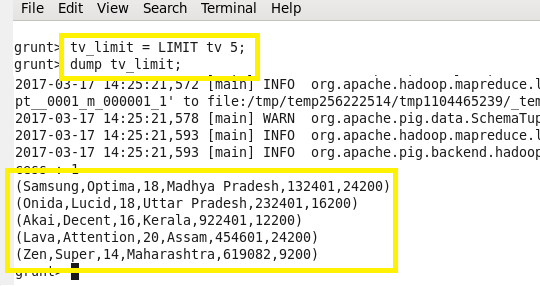 File Edit View Search Terminal Help
grunt> tv_limit = LIMIT tv 5;
grunt> dump tv_limit;
2017-03-17 14:25:21,572 [main] INFO  org.apache.hadoop.mapreduce.l
pt__0001_m_000001_1' to file:/tmp/temp256222514/tmp1104465239/_tem
2017-03-17 14:25:21,578 [main] WARN  org.apache.pig.data.SchemaTup
2017-03-17 14:25:21,593 [main] INFO  org.apache.hadoop.mapreduce.l
2017-03-17 14:25:21,593 [main] INFO  org.apache.pig.backend.hadoop
: 1
(Samsung,Optima,18,Madhya Pradesh,132401,24200)
(Onida,Lucid,18,Uttar Pradesh,232401,16200)
(Akai,Decent,16,Kerala,922401,12200)
(Lava,Attention,20,Assam,454601,24200)
(Zen,Super,14,Maharashtra,619082,9200)
grunt>